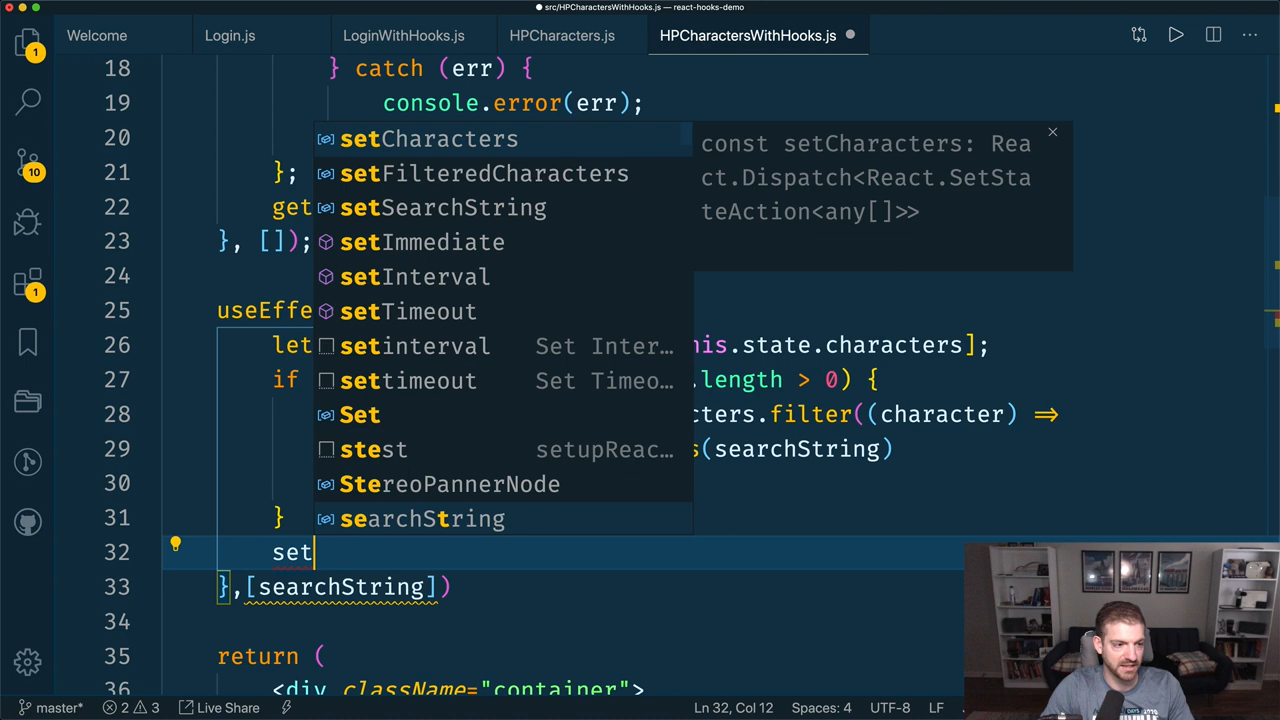 src/HPCharactersWithHooks.js — react-hooks-demo
Welcome
Login.js
LoginWithHooks.js
HPCharacters.js
HPCharactersWithHooks.js
18 } catch (err) {
19 console.error(err);
20
21 };
22 get
23 }, []);
24
25 useEffe
26 let his.state.characters];
27 if .length > 0) {
28 cters.filter((character) ⇒
29 s(searchString)
30
31 }
32 set
33 },[searchString])
34
35 return (
36 <div className="container">
setCharacters
setFilteredCharacters
setSearchString
setImmediate
setInterval
setTimeout
setinterval Set Inter…
settimeout Set Timeo…
Set
stest setupReac…
StereoPannerNode
searchString
const setCharacters: Rea
ct.Dispatch<React.SetSta
teAction<any[]>>
1
10
1
master* 2 3 Live Share Ln 32, Col 12 Spaces: 4 UTF-8 LF